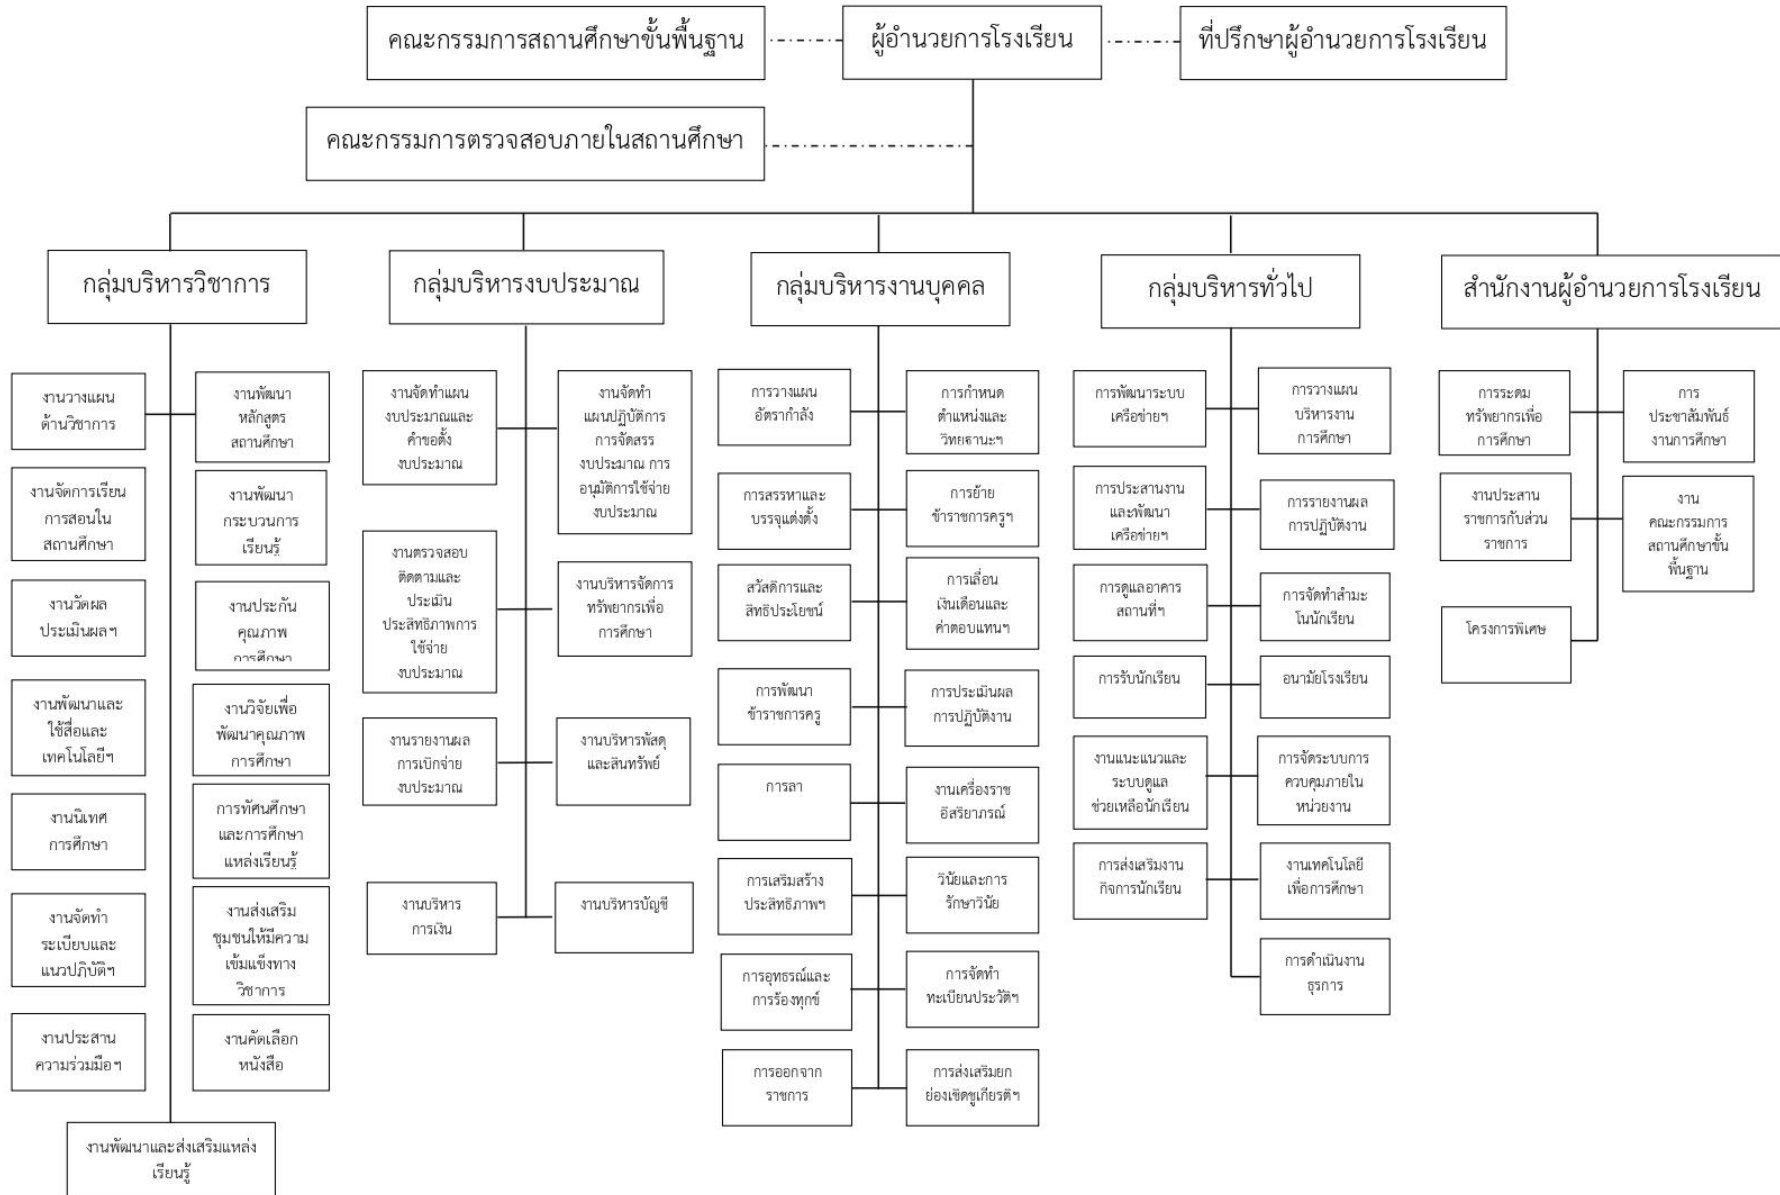 คณะกรรมการสถานศึกษาขั้นพื้นฐาน
ผู้อำนวยการโรงเรียน
ที่ปรึกษาผู้อำนวยการโรงเรียน
คณะกรรมการตรวจสอบภายในสถานศึกษา
กลุ่มบริหารวิชาการ
กลุ่มบริหารงบประมาณ
กลุ่มบริหารงานบุคคล
กลุ่มบริหารทั่วไป
สำนักงานผู้อำนวยการโรงเรียน
งานวางแผน
ด้านวิชาการ
งานพัฒนา
หลักสูตร
สถานศึกษา
งานจัดการเรียน
การสอนใน
สถานศึกษา
งานพัฒนา
กระบวนการ
เรียนรู้
งานวัดผล
ประเมินผลฯ
งานประกัน
คุณภาพ
การศึกษา
งานพัฒนาและ
ใช้สื่อและ
เทคโนโลยีฯ
งานวิจัยเพื่อ
พัฒนาคุณภาพ
การศึกษา
งานนิเทศ
การศึกษา
การทัศนศึกษา
และการศึกษา
แหล่งเรียนรู้
งานจัดทำ
ระเบียบและ
แนวปฏิบัติฯ
งานส่งเสริม
ชุมชนให้มีความ
เข้มแข็งทาง
วิชาการ
งานประสาน
ความร่วมมือฯ
งานคัดเลือก
หนังสือ
งานพัฒนาและส่งเสริมแหล่ง
เรียนรู้
งานจัดทำแผน
งบประมาณและ
คำขอตั้ง
งบประมาณ
งานจัดทำ
แผนปฏิบัติการ
การจัดสรร
งบประมาณ การ
อนุมัติการใช้จ่าย
งบประมาณ
งานตรวจสอบ
ติดตามและ
ประเมิน
ประสิทธิภาพการ
ใช้จ่าย
งบประมาณ
งานบริหารจัดการ
ทรัพยากรเพื่อ
การศึกษา
งานรายงานผล
การเบิกจ่าย
งบประมาณ
งานบริหารพัสดุ
และสินทรัพย์
งานบริหาร
การเงิน
งานบริหารบัญชี
การวางแผน
อัตรากำลัง
การกำหนด
ตำแหน่งและ
วิทยฐานะฯ
การสรรหาและ
บรรจุแต่งตั้ง
การย้าย
ข้าราชการครูฯ
สวัสดิการและ
สิทธิประโยชน์
การเลื่อน
เงินเดือนและ
ค่าตอบแทนฯ
การพัฒนา
ข้าราชการครู
การประเมินผล
การปฏิบัติงาน
การลา
งานเครื่องราช
อิสริยาภรณ์
การเสริมสร้าง
ประสิทธิภาพฯ
วินัยและการ
รักษาวินัย
การอุทธรณ์และ
การร้องทุกข์
การจัดทำ
ทะเบียนประวัติฯ
การออกจาก
ราชการ
การส่งเสริมยก
ย่องเชิดชูเกียรติฯ
การพัฒนาระบบ
เครือข่ายฯ
การวางแผน
บริหารงาน
การศึกษา
การประสานงาน
และพัฒนา
เครือข่ายฯ
การรายงานผล
การปฏิบัติงาน
การดูแลอาคาร
สถานที่ฯ
การจัดทำสำมะ
โนนักเรียน
การรับนักเรียน
อนามัยโรงเรียน
งานแนะแนวและ
ระบบดูแล
ช่วยเหลือนักเรียน
การจัดระบบการ
ควบคุมภายใน
หน่วยงาน
การส่งเสริมงาน
กิจการนักเรียน
งานเทคโนโลยี
เพื่อการศึกษา
การดำเนินงาน
ธุรการ
การระดม
ทรัพยากรเพื่อ
การศึกษา
การ
ประชาสัมพันธ์
งานการศึกษา
งานประสาน
ราชการกับส่วน
ราชการ
งาน
คณะกรรมการ
สถานศึกษาขั้น
พื้นฐาน
โครงการพิเศษ